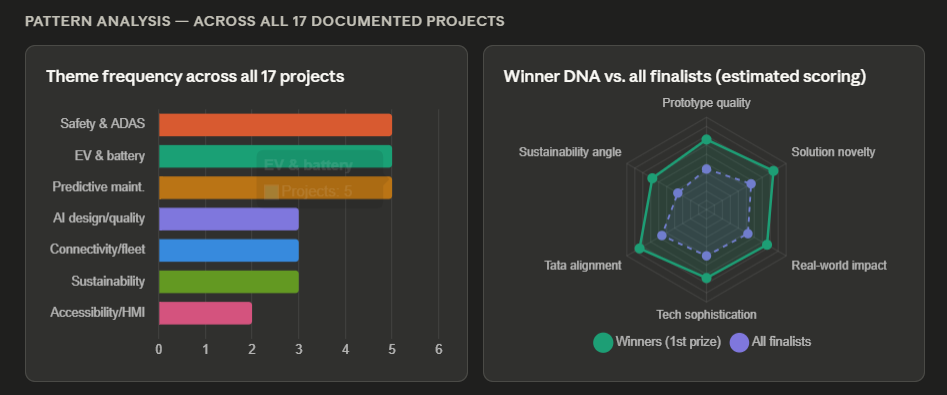 PATTERN ANALYSIS — ACROSS ALL 17 DOCUMENTED PROJECTS
Theme frequency across all 17 projects
Safety & ADAS
EV & battery
Predictive maint.
AI design/quality
Connectivity/fleet
Sustainability
Accessibility/HMI
EV & battery
Projects: 5
0 1 2 3 4 5 6
Winner DNA vs. all finalists (estimated scoring)
Prototype quality
Sustainability angle
Solution novelty
Tata alignment
Real-world impact
Tech sophistication
Winners (1st prize) All finalists